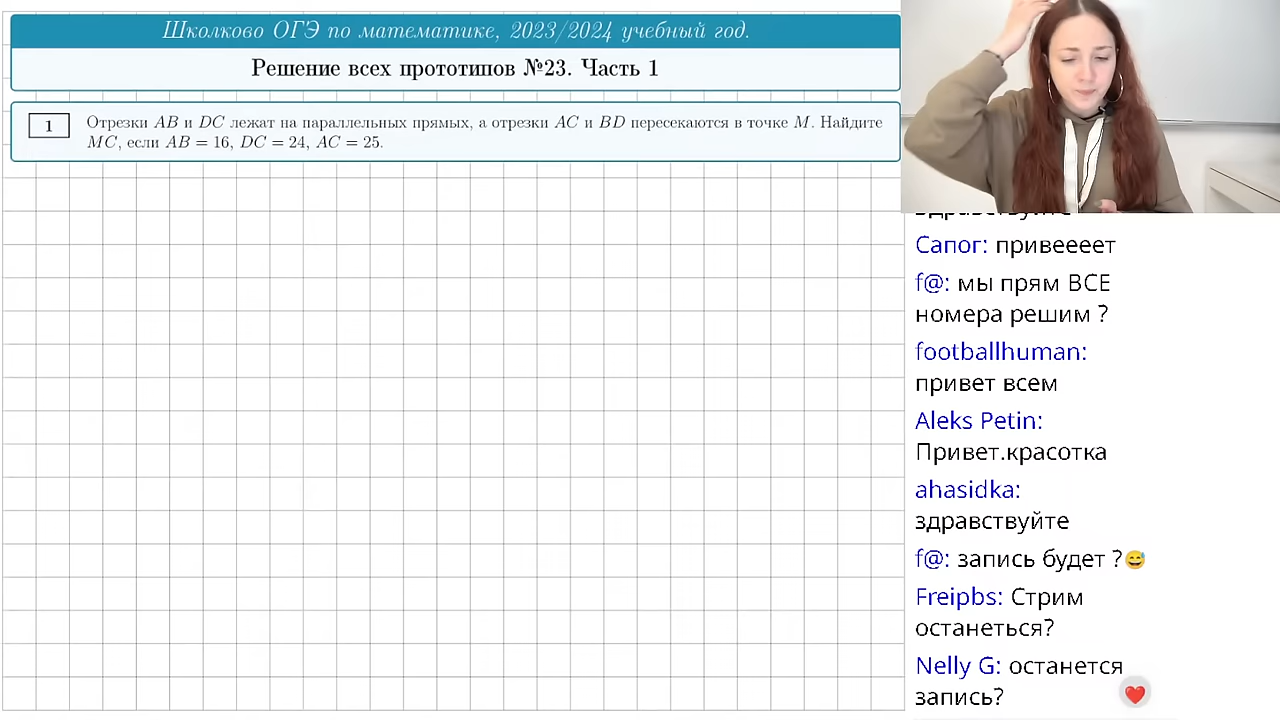 Школково ОГЭ по математике, 2023/2024 учебный год.
Решение всех прототипов №23. Часть 1
1
Отрезки AB и DC лежат на параллельных прямых, а отрезки AC и BD пересекаются в точке M. Найдите
MC, если AB = 16, DC = 24, AC = 25.
здравствуйте
Сапог: привеееет
f@: мы прям ВСЕ
номера решим ?
footballhuman:
привет всем
Aleks Petin:
Привет.красотка
ahasidka:
здравствуйте
f@: запись будет ?😅
Freipbs: Стрим
останеться?
Nelly G: останется
запись?